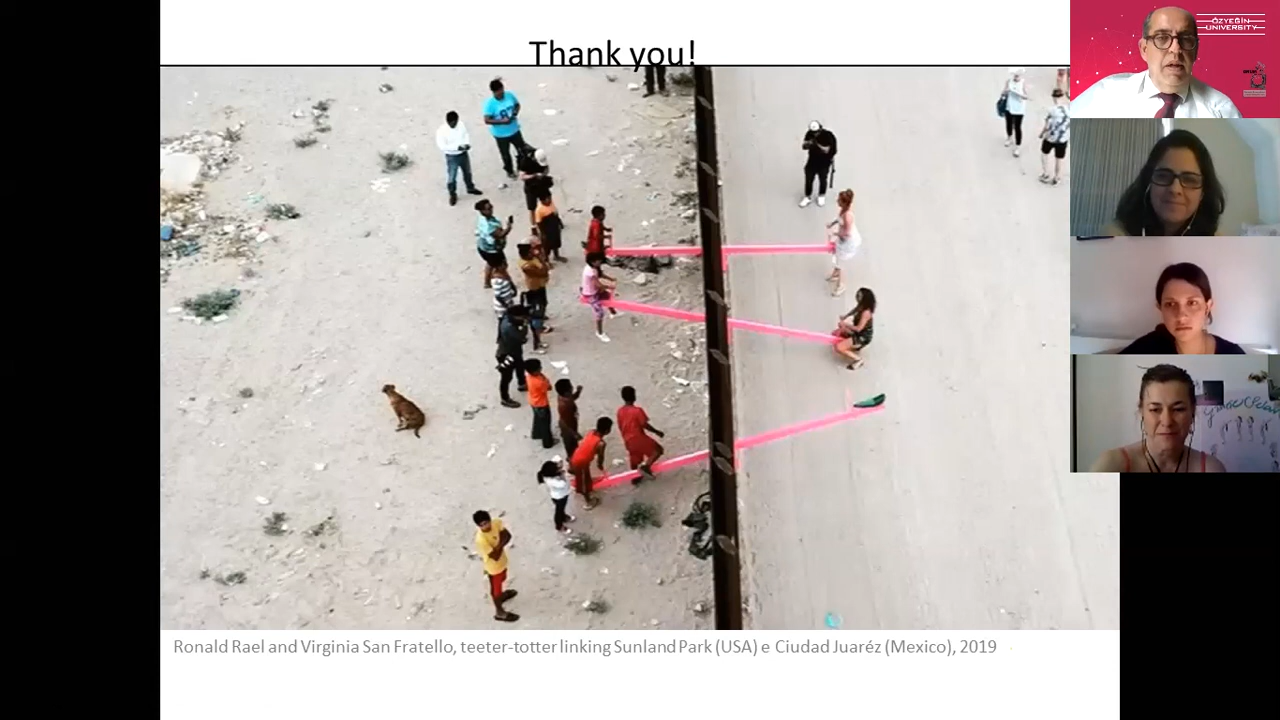 Thank you!
ÖZYEĞİN
UNIVERSITY
Ronald Rael and Virginia San Fratello, teeter-totter linking Sunland Park (USA) e Ciudad Juaréz (Mexico), 2019